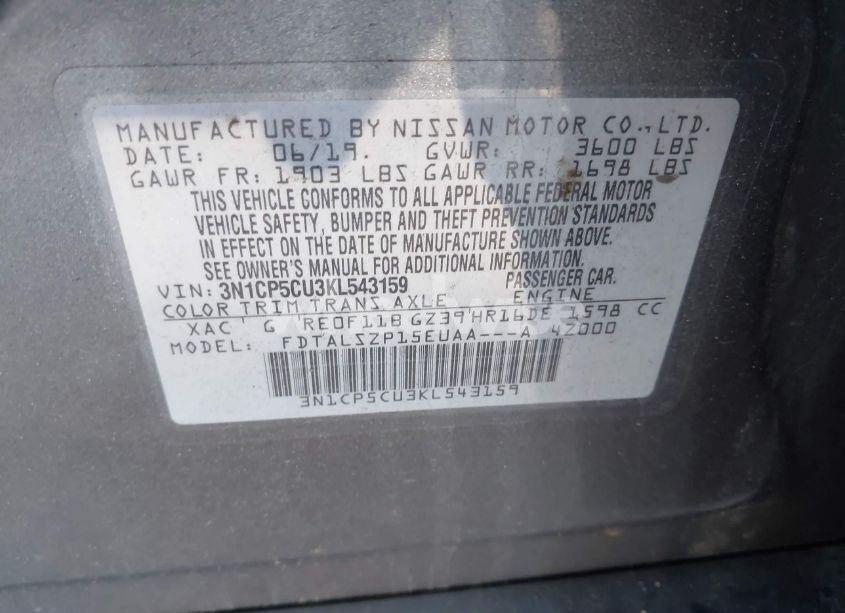 MANUFACTURED BY NISSAN MOTOR CO.,LTD.
DATE: 06/19. GVWR: 3600 LBS
GAWR FR: 1903 LBS GAWR RR: 1698 LBS
THIS VEHICLE CONFORMS TO ALL APPLICABLE FEDERAL MOTOR
VEHICLE SAFETY, BUMPER AND THEFT PREVENTION STANDARDS
IN EFFECT ON THE DATE OF MANUFACTURE SHOWN ABOVE.
SEE OWNER'S MANUAL FOR ADDITIONAL INFORMATION.
VIN: 3N1CP5CU3KL543159 PASSENGER CAR.
COLOR TRIM TRANS AXLE ENGINE
XAC G RE0F11B GZ39 HR16DE 1598 CC
MODEL: FDTALSZP15EUAA---A 4Z000
3N1CP5CU3KL543159